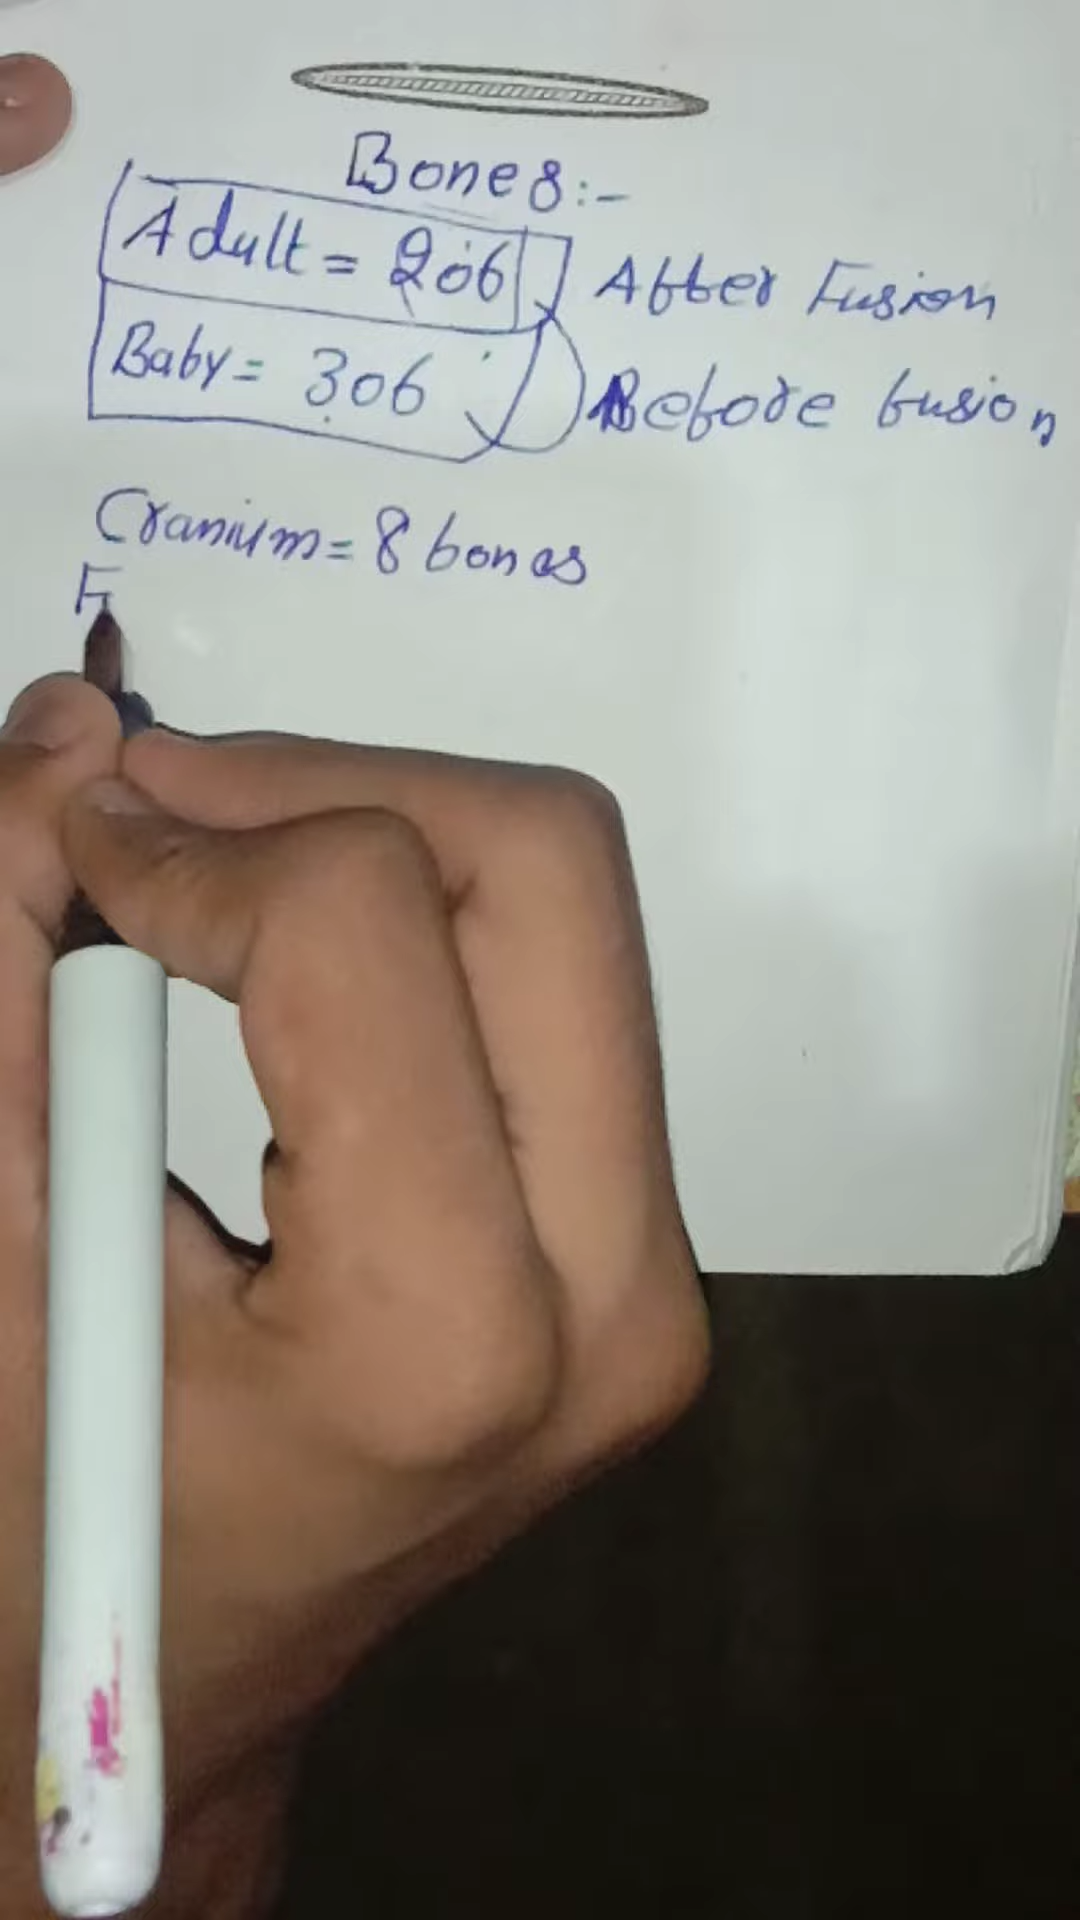 Bones:-
Adult = 206 After Fusion
Baby = 306 Before fusion
Cranium = 8 bones
F